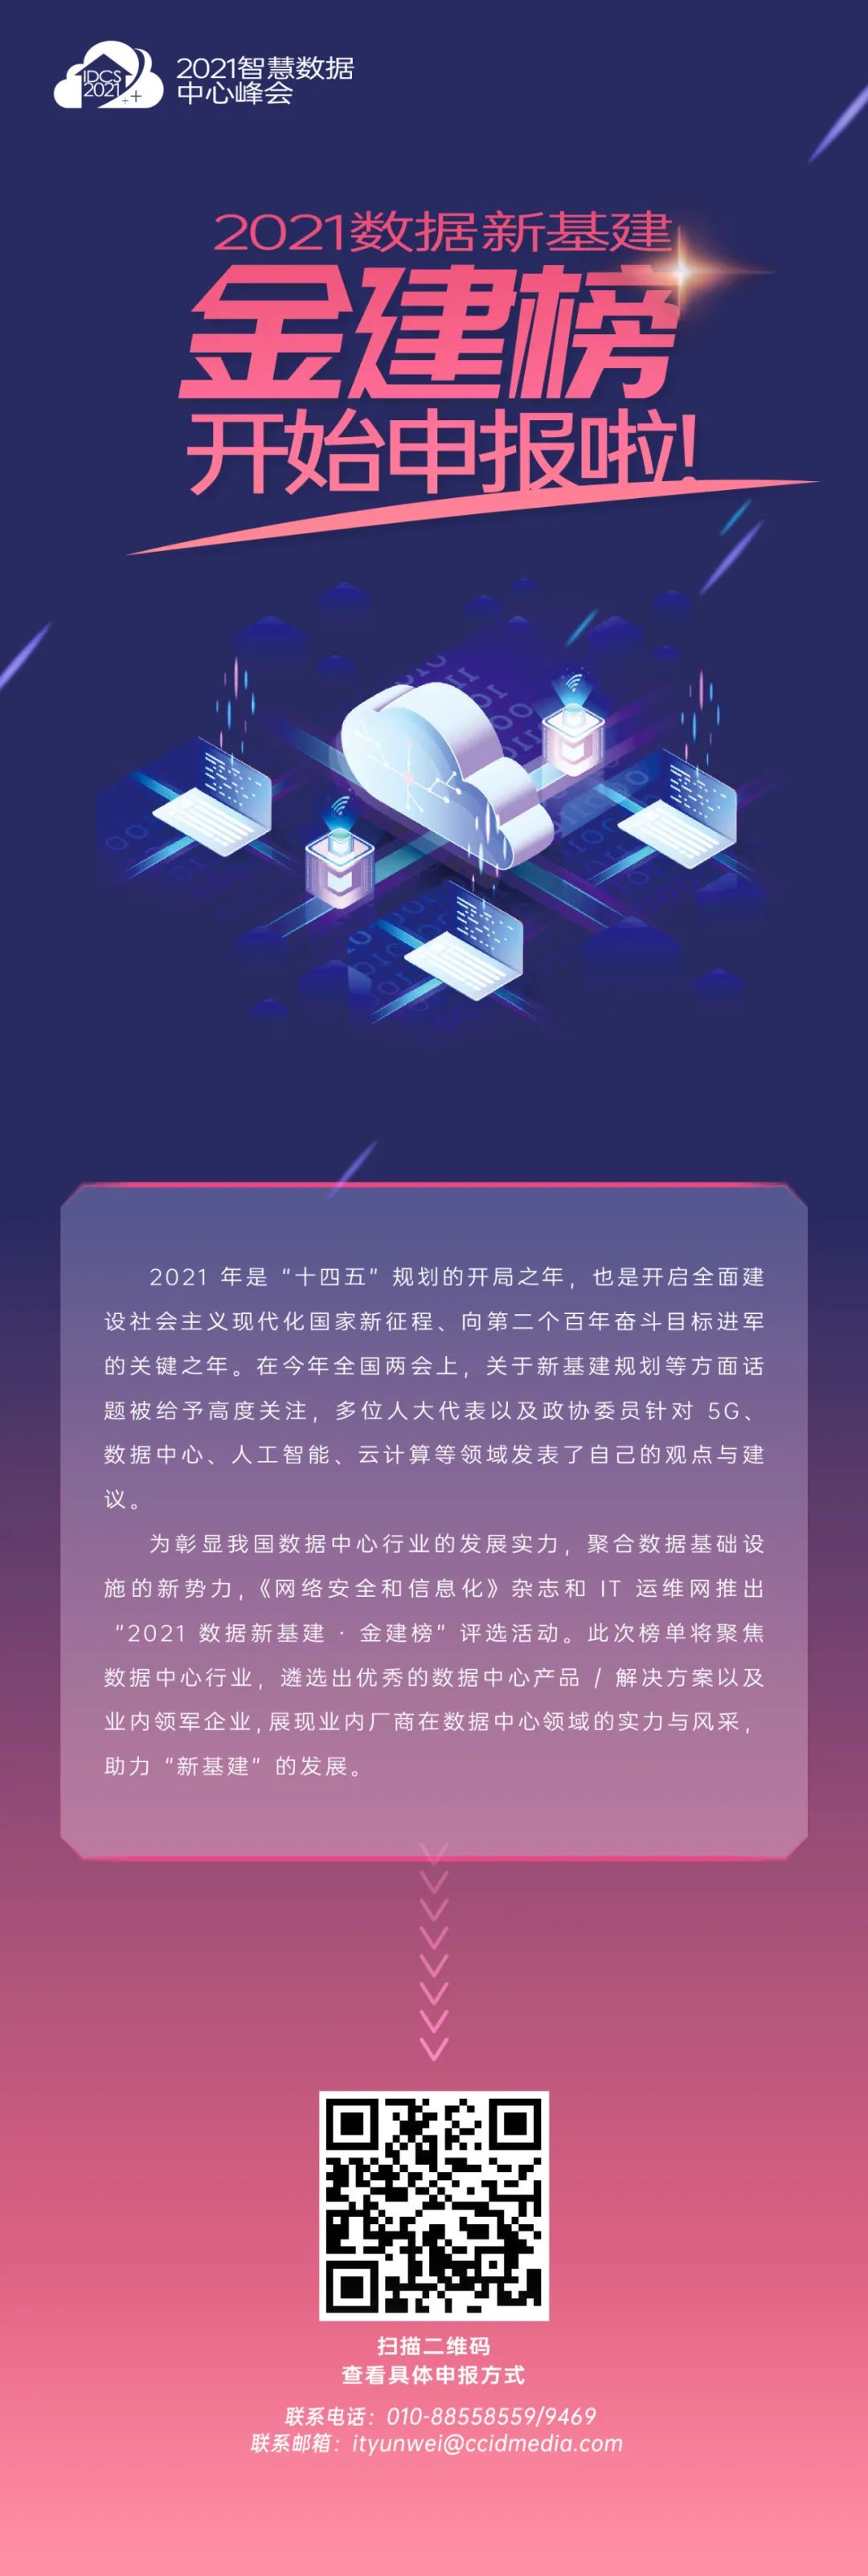 IDCS
2021
2021智慧数据
中心峰会
2021数据新基建
金建榜
开始申报啦!
2021 年是“十四五”规划的开局之年，也是开启全面建
设社会主义现代化国家新征程、向第二个百年奋斗目标进军
的关键之年。在今年全国两会上，关于新基建规划等方面话
题被给予高度关注，多位人大代表以及政协委员针对 5G、
数据中心、人工智能、云计算等领域发表了自己的观点与建
议。
为彰显我国数据中心行业的发展实力，聚合数据基础设
施的新势力，《网络安全和信息化》杂志和 IT 运维网推出
“2021 数据新基建 · 金建榜”评选活动。此次榜单将聚焦
数据中心行业，遴选出优秀的数据中心产品 / 解决方案以及
业内领军企业，展现业内厂商在数据中心领域的实力与风采，
助力“新基建”的发展。
扫描二维码
查看具体申报方式
联系电话：010-88558559/9469
联系邮箱：ityunwei@ccidmedia.com